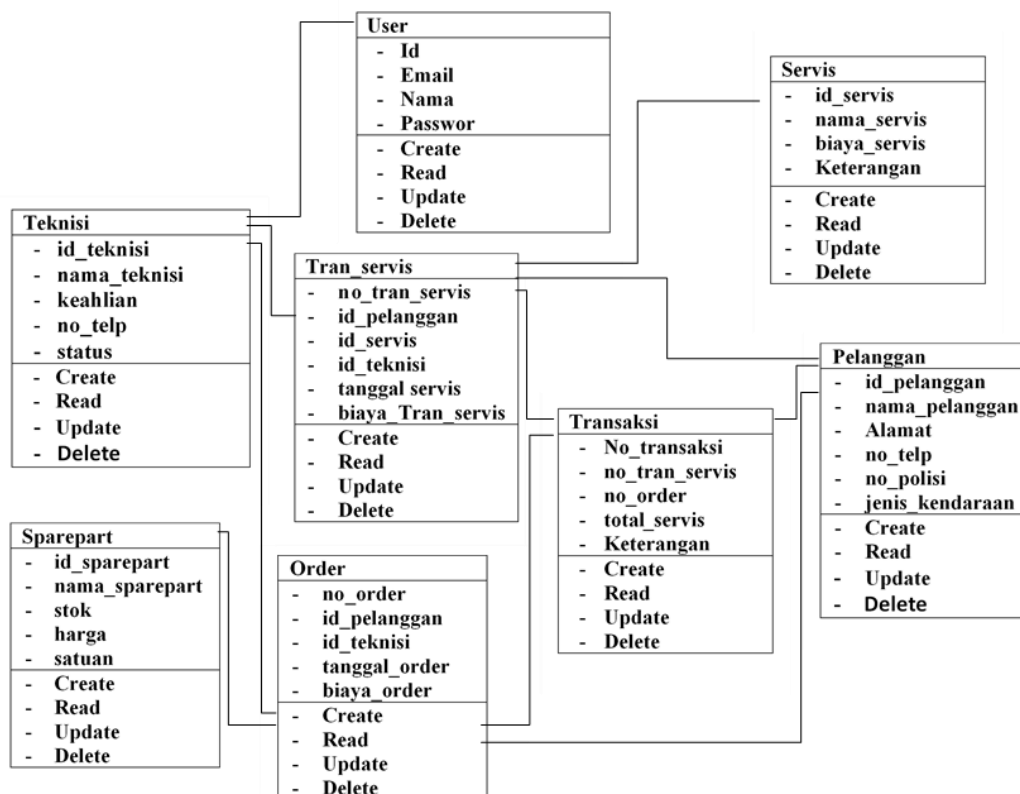 User
- Id
- Email
- Nama
- Passwor
- Create
- Read
- Update
- Delete
Servis
- id_servis
- nama_servis
- biaya_servis
- Keterangan
- Create
- Read
- Update
- Delete
Teknisi
- id_teknisi
- nama_teknisi
- keahlian
- no_telp
- status
- Create
- Read
- Update
- Delete
Tran_servis
- no_tran_servis
- id_pelanggan
- id_servis
- id_teknisi
- tanggal servis
- biaya_Tran_servis
- Create
- Read
- Update
- Delete
Pelanggan
- id_pelanggan
- nama_pelanggan
- Alamat
- no_telp
- no_polisi
- jenis_kendaraan
- Create
- Read
- Update
- Delete
Transaksi
- No_transaksi
- no_tran_servis
- no_order
- total_servis
- Keterangan
- Create
- Read
- Update
- Delete
Sparepart
- id_sparepart
- nama_sparepart
- stok
- harga
- satuan
- Create
- Read
- Update
- Delete
Order
- no_order
- id_pelanggan
- id_teknisi
- tanggal_order
- biaya_order
- Create
- Read
- Update
- Delete